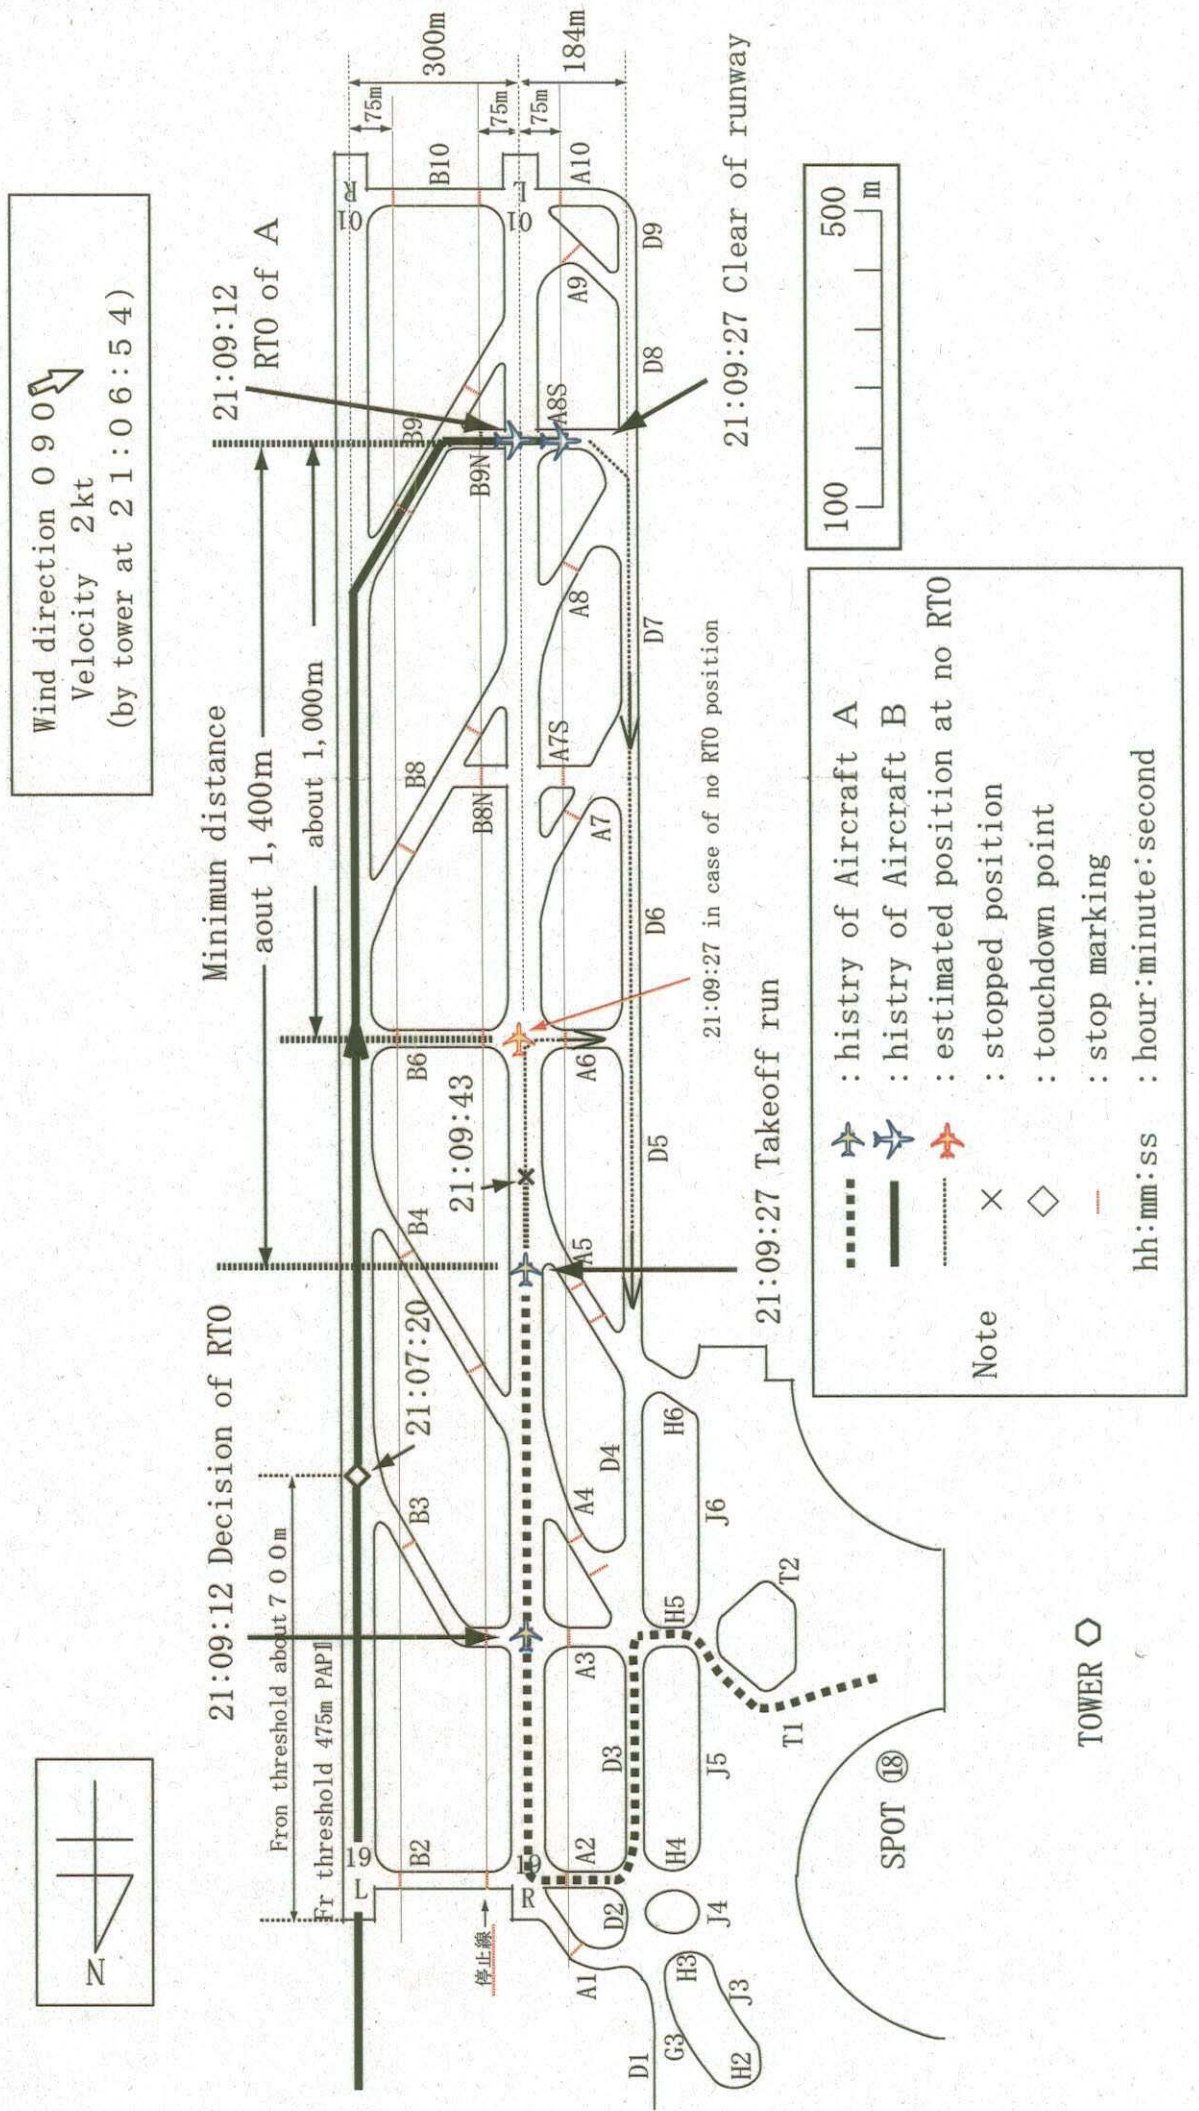 Wind direction 090
Velocity 2kt
(by tower at 21:06:54)
N
21:09:12 Decision of RTO
Minimun distance
aout 1,400m
about 1,000m
21:09:12
RTO of A
Fron threshold about 700m
Fr threshold 475m PAPI
21:07:20
21:09:43
300m
184m
75m
75m
75m
19
L
B2
B3
B4
B6
B8
B8N
B9
B9N
B10
01
R
停止線
19
R
01
L
A1
A2
A3
A4
A5
A6
A7
A7S
A8
A8S
A9
A10
D1
D2
D3
D4
D5
D6
D7
D8
D9
G3
H2
H3
H4
H5
H6
J3
J4
J5
J6
T1
T2
SPOT ⑱
TOWER
21:09:27 Takeoff run
21:09:27 in case of no RTO position
21:09:27 Clear of runway
100
500
m
Note
: histry of Aircraft A
: histry of Aircraft B
: estimated position at no RTO
: stopped position
: touchdown point
: stop marking
hh:mm:ss : hour:minute:second